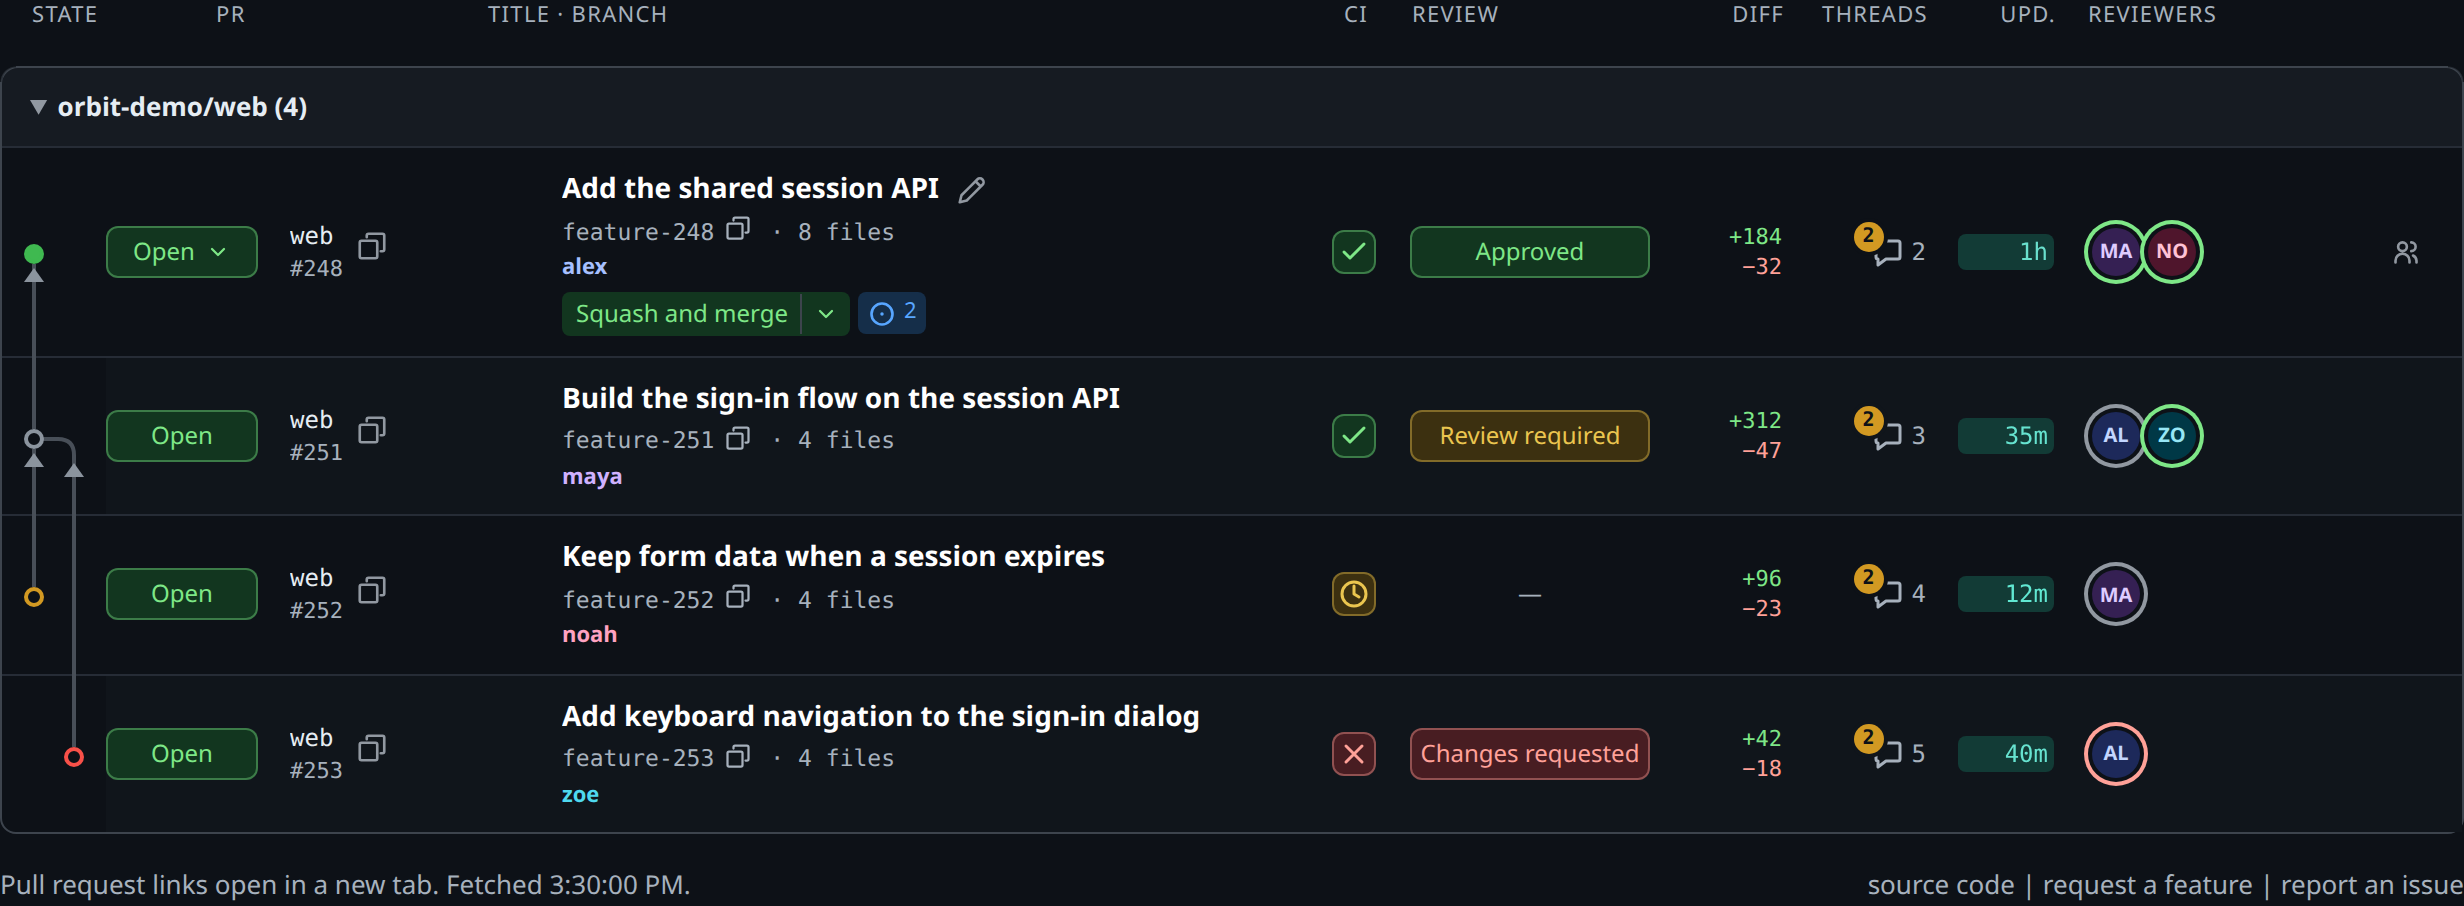 STATE PR TITLE · BRANCH CI REVIEW DIFF THREADS UPD. REVIEWERS
orbit-demo/web (4)
Add the shared session API
Open web #248 feature-248 · 8 files Approved +184 −32 2 2 1h MA NO
alex
Squash and merge 2
Build the sign-in flow on the session API
Open web #251 feature-251 · 4 files Review required +312 −47 2 3 35m AL ZO
maya
Keep form data when a session expires
Open web #252 feature-252 · 4 files — +96 −23 2 4 12m MA
noah
Add keyboard navigation to the sign-in dialog
Open web #253 feature-253 · 4 files Changes requested +42 −18 2 5 40m AL
zoe
Pull request links open in a new tab. Fetched 3:30:00 PM. source code | request a feature | report an issue